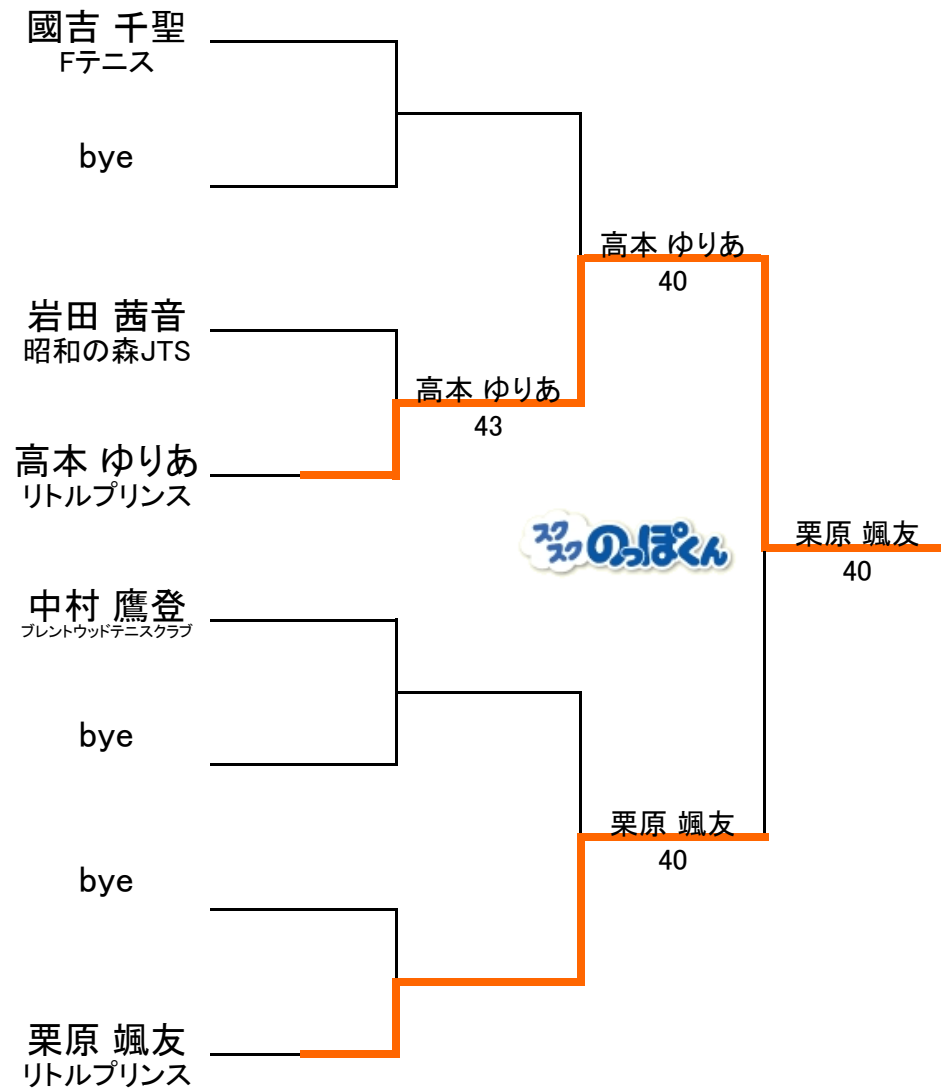 國吉 千聖
Fテニス
bye
高本 ゆりあ
40
岩田 茜音
昭和の森JTS
高本 ゆりあ
43
高本 ゆりあ
リトルプリンス
スクスク のっぽくん
栗原 颯友
40
中村 鷹登
ブレントウッドテニスクラブ
bye
栗原 颯友
40
bye
栗原 颯友
リトルプリンス